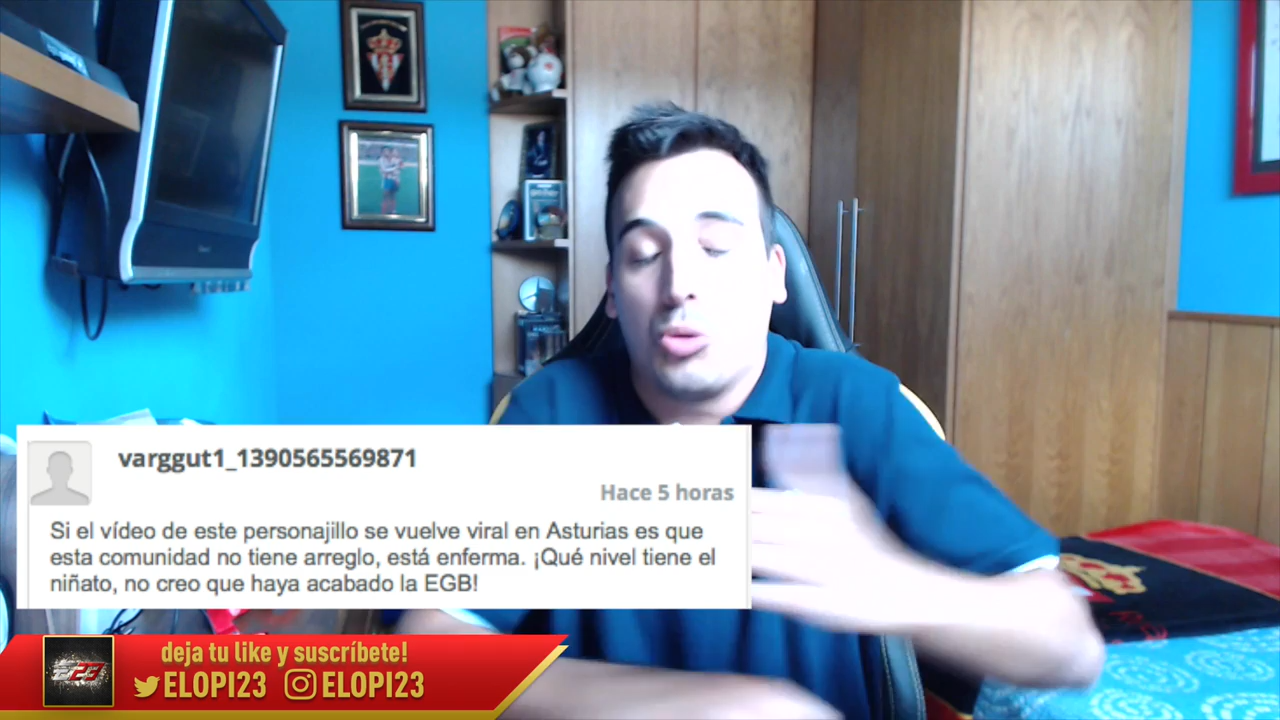 varggut1_1390565569871
Hace 5 horas
Si el vídeo de este personajillo se vuelve viral en Asturias es que
esta comunidad no tiene arreglo, está enferma. ¡Qué nivel tiene el
niñato, no creo que haya acabado la EGB!
deja tu like y suscríbete!
23
ELOPI23 ELOPI23